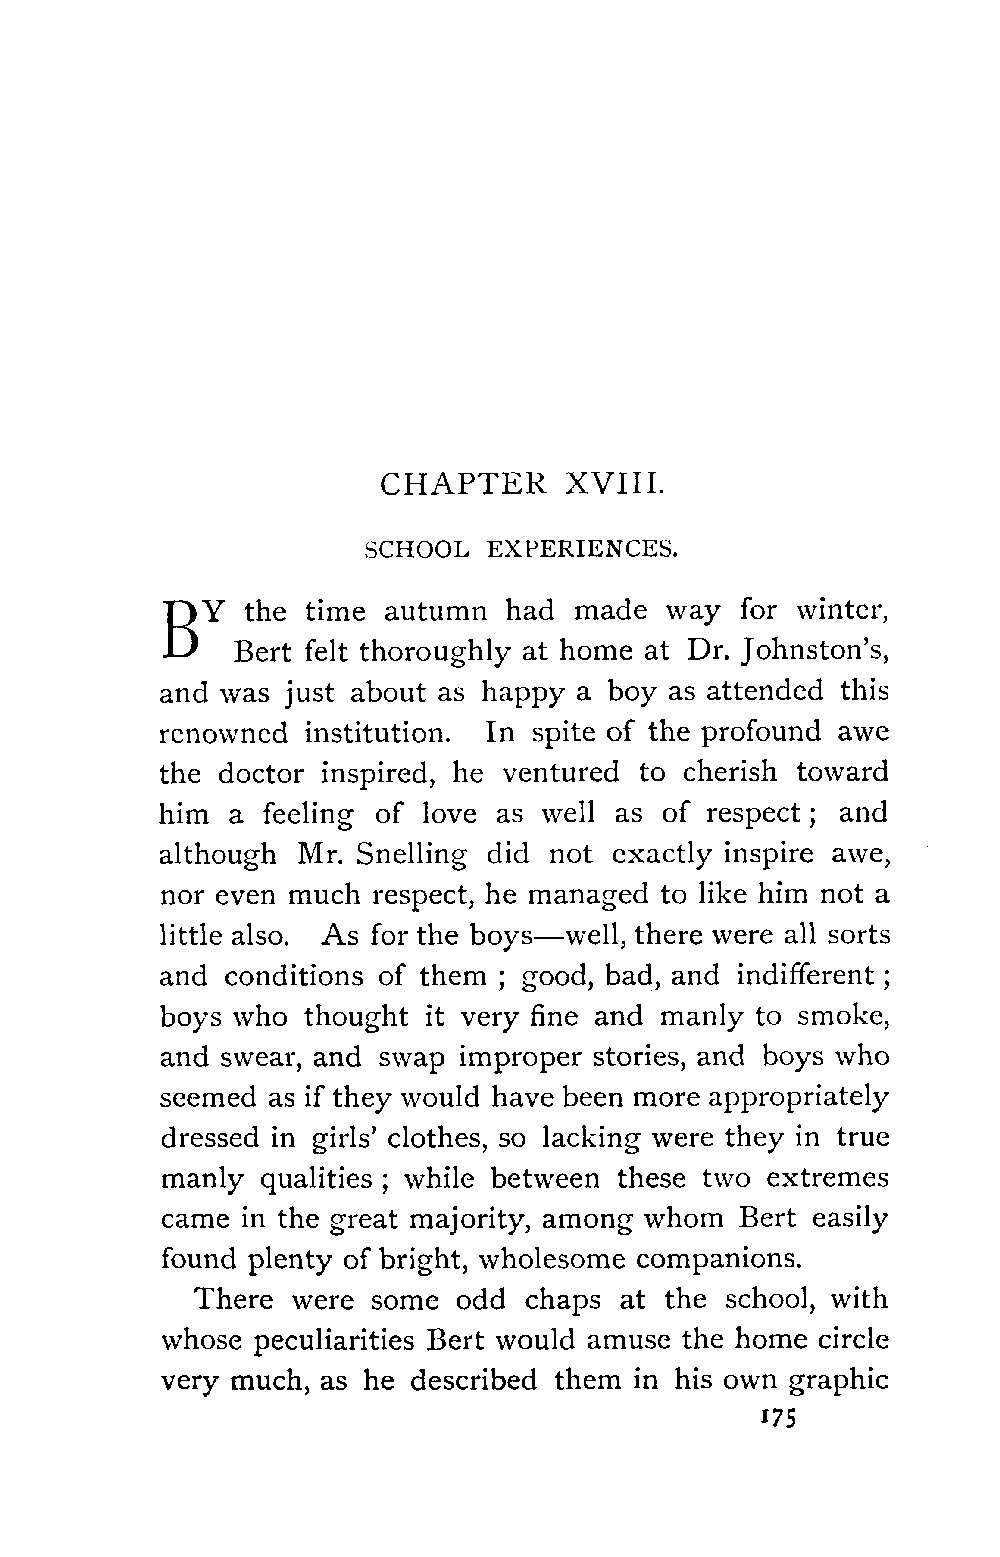 CHAPTER XVIII.
SCHOOL EXPERIENCES.
BY the time autumn had made way for winter,
Bert felt thoroughly at home at Dr. Johnston's,
and was just about as happy a boy as attended this
renowned institution. In spite of the profound awe
the doctor inspired, he ventured to cherish toward
him a feeling of love as well as of respect; and
although Mr. Snelling did not exactly inspire awe,
nor even much respect, he managed to like him not a
little also. As for the boys—well, there were all sorts
and conditions of them; good, bad, and indifferent;
boys who thought it very fine and manly to smoke,
and swear, and swap improper stories, and boys who
seemed as if they would have been more appropriately
dressed in girls' clothes, so lacking were they in true
manly qualities; while between these two extremes
came in the great majority, among whom Bert easily
found plenty of bright, wholesome companions.
There were some odd chaps at the school, with
whose peculiarities Bert would amuse the home circle
very much, as he described them in his own graphic
175